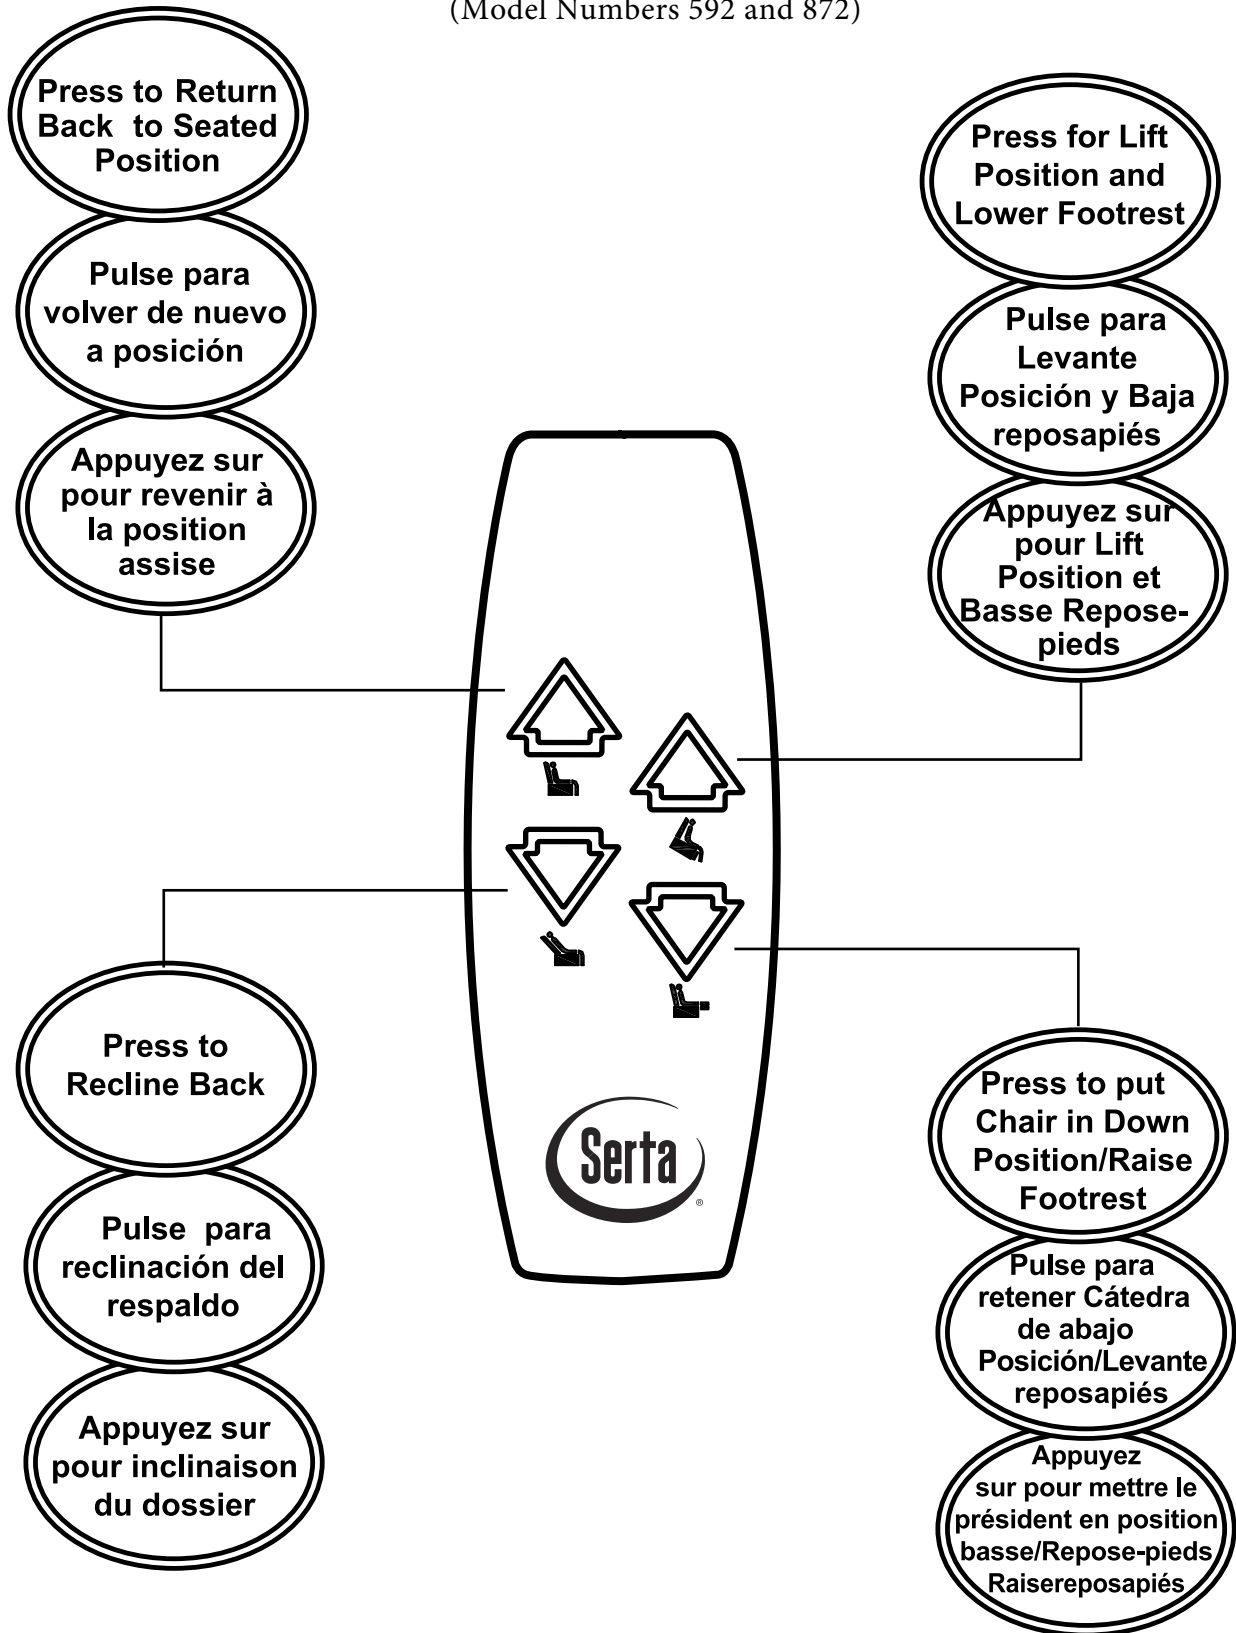 (Model Numbers 592 and 872)
Press to Return
Back to Seated
Position
Pulse para
volver de nuevo
a posición
Appuyez sur
pour revenir à
la position
assise
Press for Lift
Position and
Lower Footrest
Pulse para
Levante
Posición y Baja
reposapiés
Appuyez sur
pour Lift
Position et
Basse Repose-
pieds
Press to
Recline Back
Pulse para
reclinación del
respaldo
Appuyez sur
pour inclinaison
du dossier
Serta
®
Press to put
Chair in Down
Position/Raise
Footrest
Pulse para
retener Cátedra
de abajo
Posición/Levante
reposapiés
Appuyez
sur pour mettre le
président en position
basse/Repose-pieds
Raisereposapiés